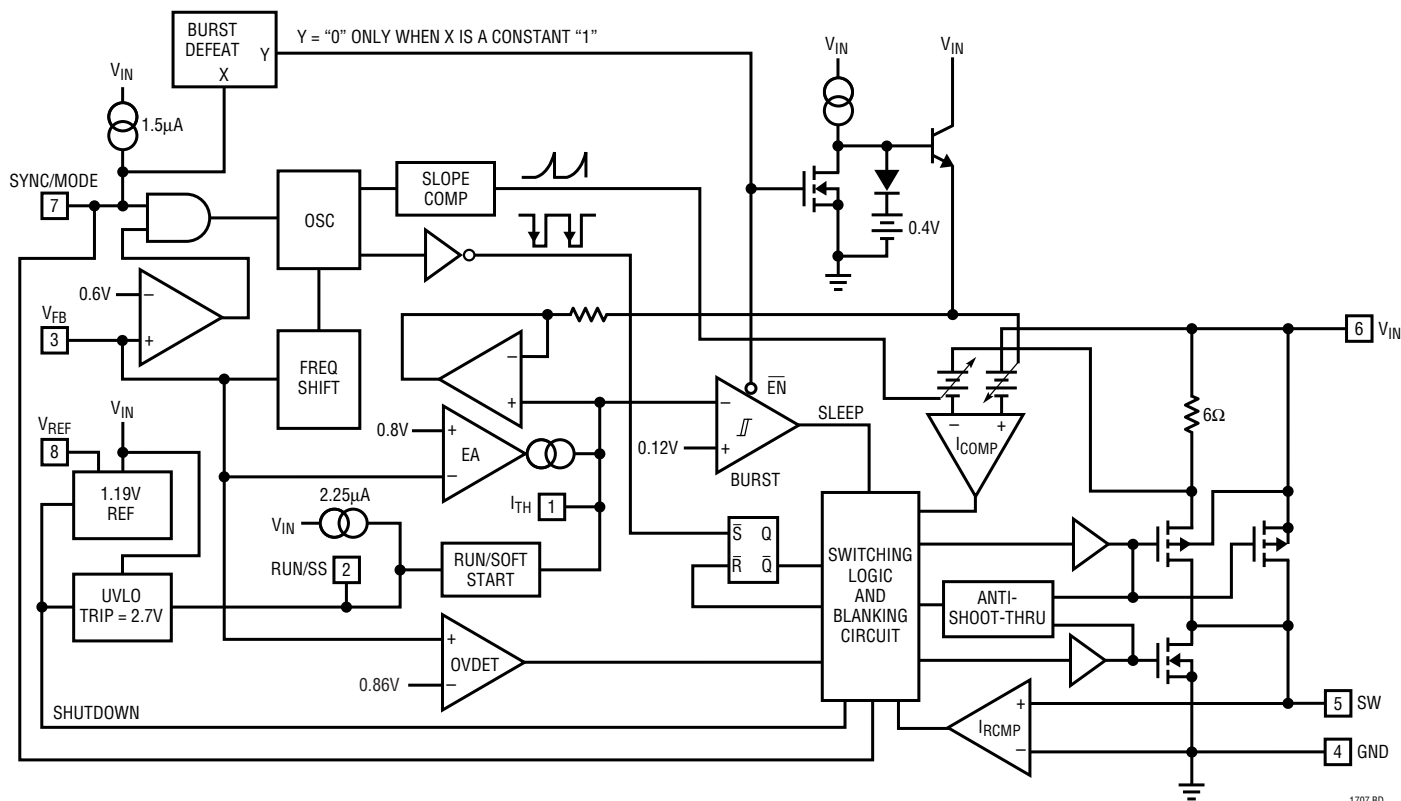 BURST
DEFEAT
Y
X
Y = “0” ONLY WHEN X IS A CONSTANT “1”
VIN
1.5µA
SYNC/MODE
7
OSC
SLOPE
COMP
VIN
VIN
0.4V
0.6V
−
+
VFB
3
FREQ
SHIFT
−
+
EN
−
+
0.12V
BURST
SLEEP
−
+
ICOMP
6Ω
6
VIN
VREF
8
VIN
1.19V
REF
0.8V
+
−
EA
ITH
1
2.25µA
VIN
RUN/SS
2
RUN/SOFT
START
S
Q
R
Q
SWITCHING
LOGIC
AND
BLANKING
CIRCUIT
ANTI-
SHOOT-THRU
UVLO
TRIP = 2.7V
+
−
OVDET
0.86V
SHUTDOWN
IRCMP
+
−
5
SW
4
GND
1707 BD